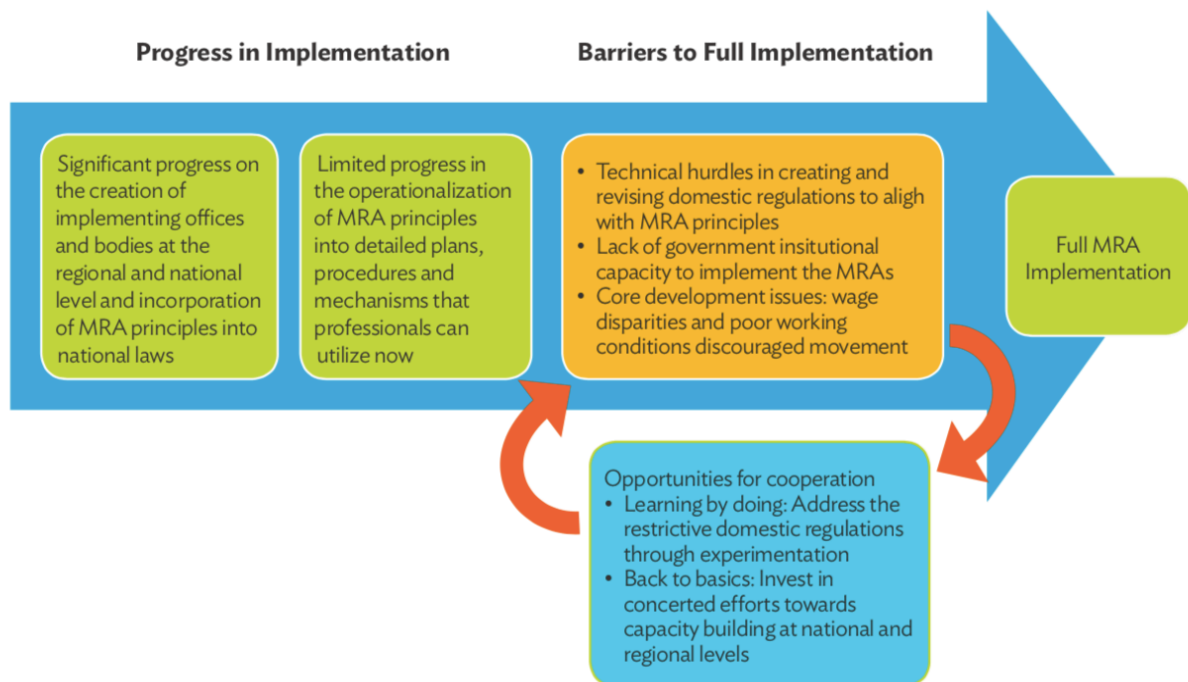 Progress in Implementation
Barriers to Full Implementation
Significant progress on
the creation of
implementing offices
and bodies at the
regional and national
level and incorporation
of MRA principles into
national laws
Limited progress in
the operationalization
of MRA principles
into detailed plans,
procedures and
mechanisms that
professionals can
utilize now
• Technical hurdles in creating and
revising domestic regulations to align
with MRA principles
• Lack of government insitutional
capacity to implement the MRAs
• Core development issues: wage
disparities and poor working
conditions discouraged movement
Full MRA
Implementation
Opportunities for cooperation
• Learning by doing: Address the
restrictive domestic regulations
through experimentation
• Back to basics: Invest in
concerted efforts towards
capacity building at national and
regional levels